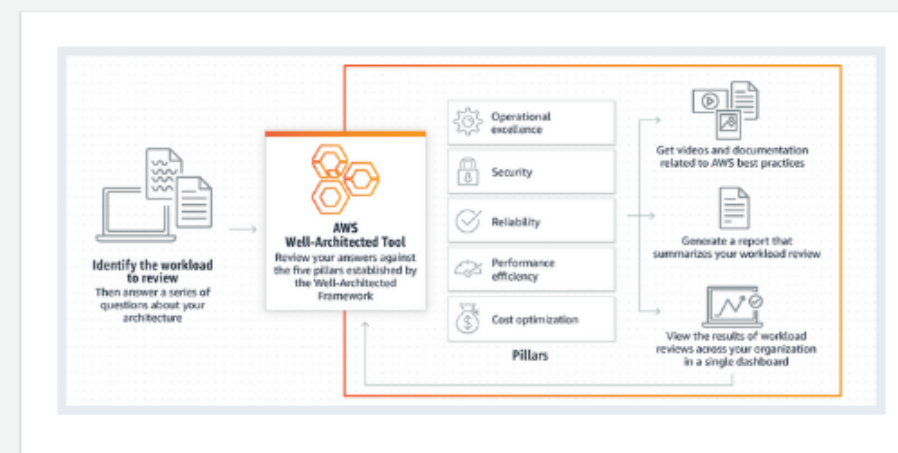 Identify the workload
to review
Then answer a series of
questions about your
architecture
AWS
Well-Architected Tool
Review your answers against
the five pillars established by
the Well-Architected
Framework
Operational
excellence
Security
Reliability
Performance
efficiency
Cost optimization
Pillars
Get videos and documentation
related to AWS best practices
Generate a report that
summarizes your workload review
View the results of workload
reviews across your organization
in a single dashboard